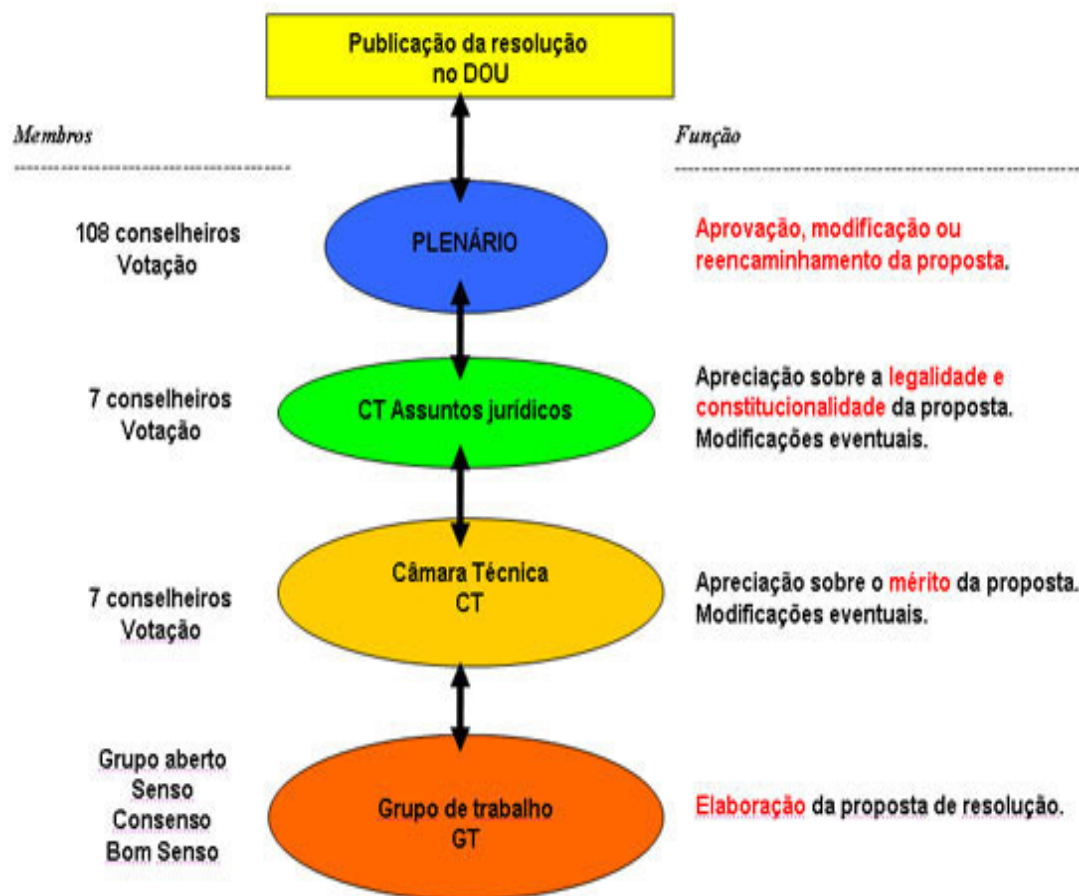 Publicação da resolução
no DOU
Membros
Função
108 conselheiros
Votação
PLENÁRIO
Aprovação, modificação ou
reencaminhamento da proposta.
7 conselheiros
Votação
CT Assuntos jurídicos
Apreciação sobre a legalidade e
constitucionalidade da proposta.
Modificações eventuais.
7 conselheiros
Votação
Câmara Técnica
CT
Apreciação sobre o mérito da proposta.
Modificações eventuais.
Grupo aberto
Senso
Consenso
Bom Senso
Grupo de trabalho
GT
Elaboração da proposta de resolução.